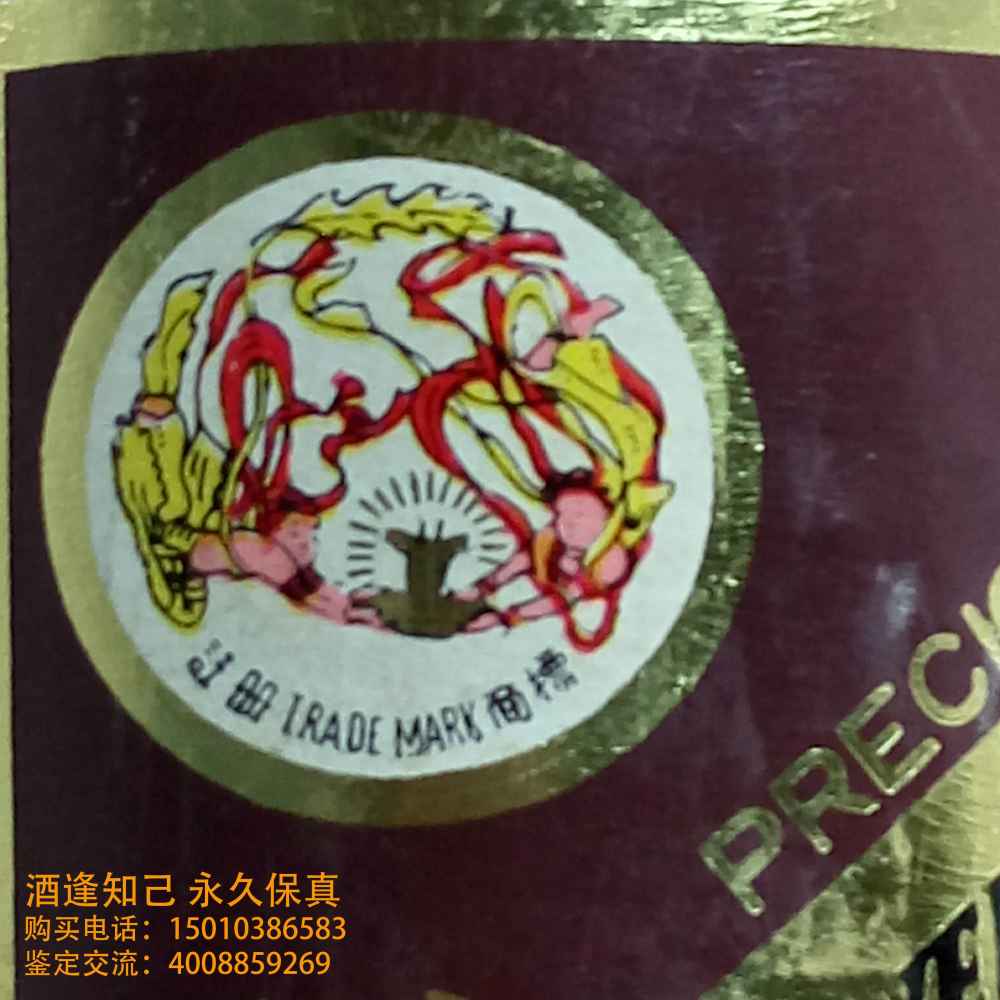 注册 TRADE MARK 商標
PRECIO
酒逢知己 永久保真
购买电话：15010386583
鉴定交流：4008859269